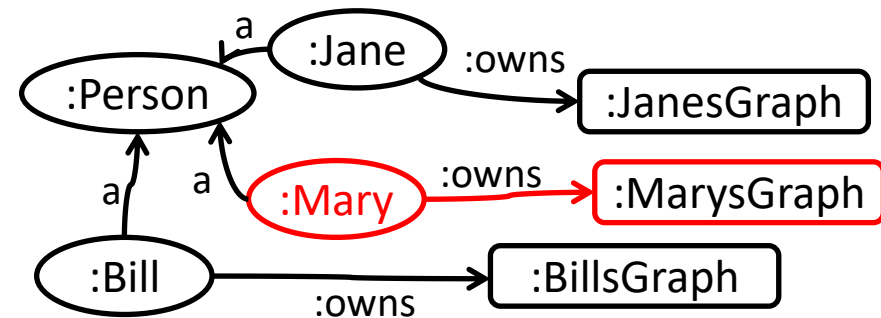 a
:Jane
:owns
:Person
:JanesGraph
a
a
:Mary
:owns
:MarysGraph
:Bill
:owns
:BillsGraph